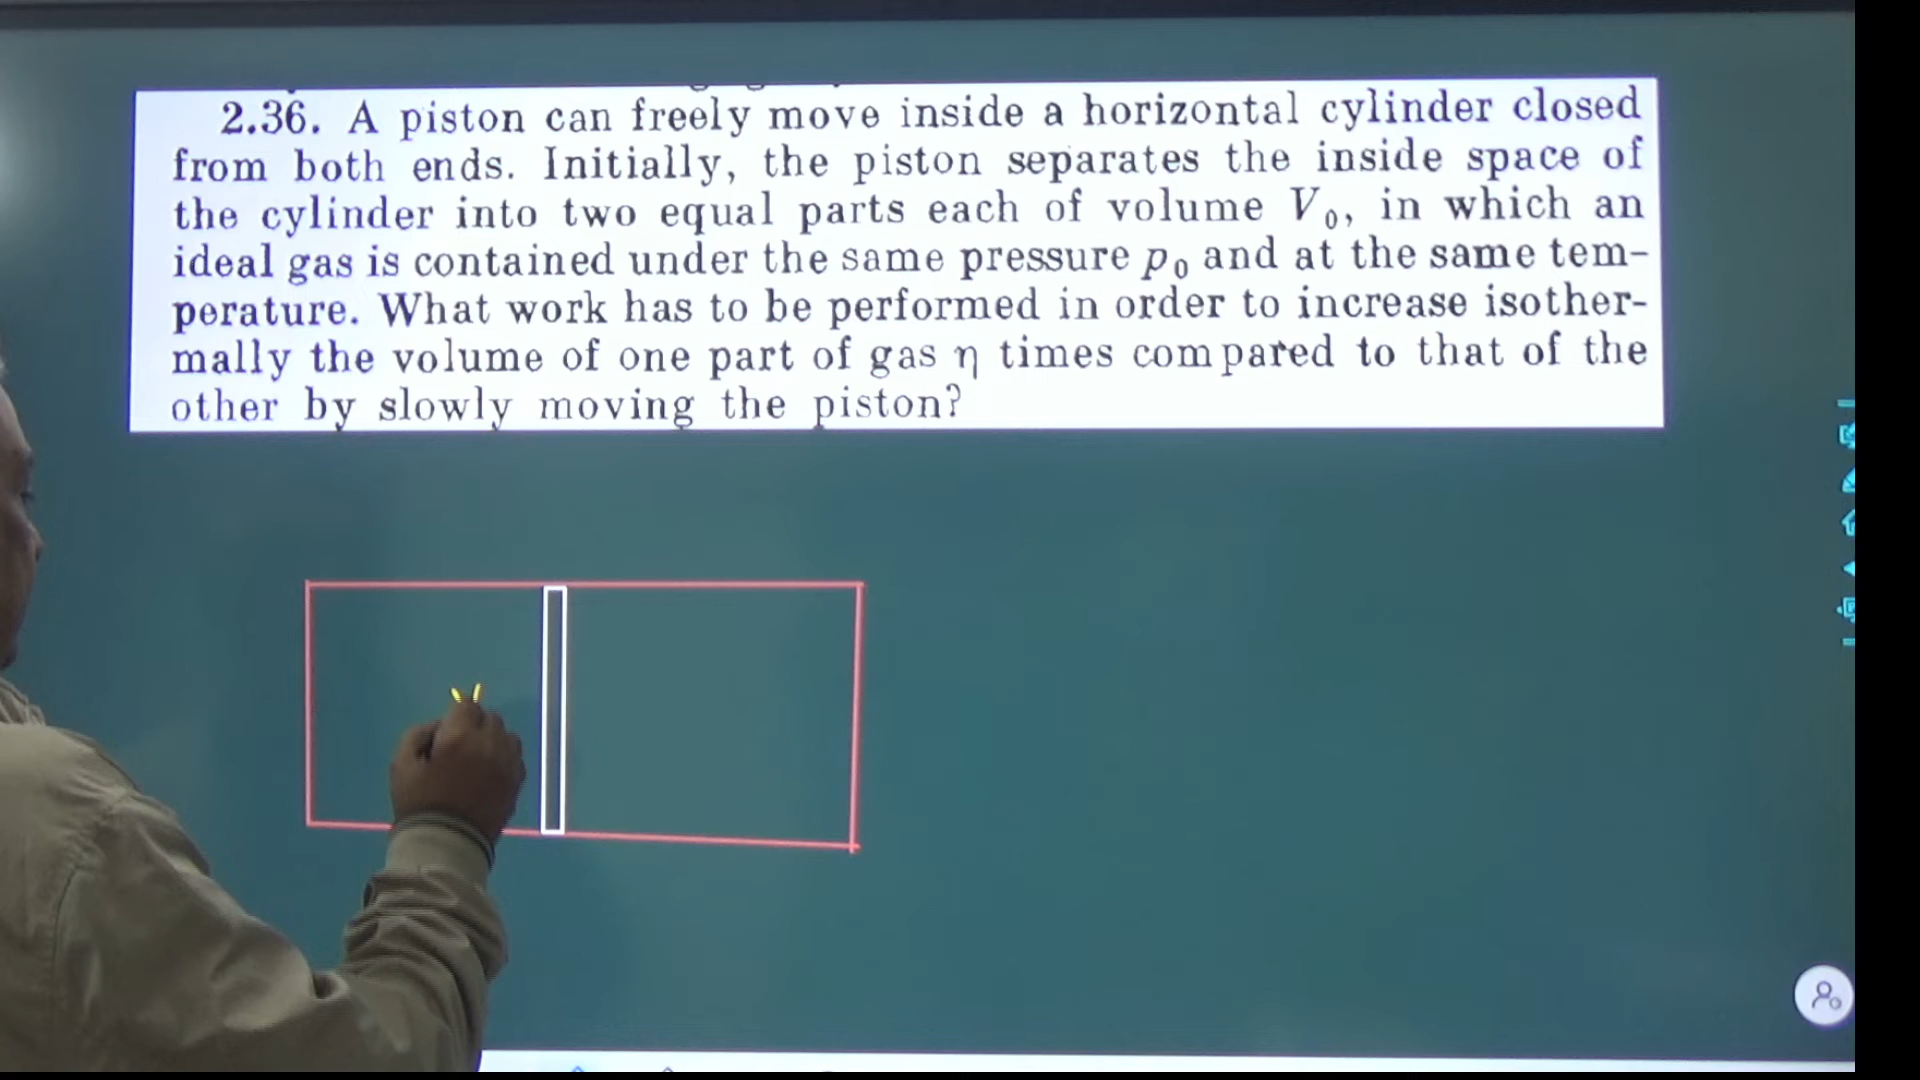 2.36. A piston can freely move inside a horizontal cylinder closed
from both ends. Initially, the piston separates the inside space of
the cylinder into two equal parts each of volume V₀, in which an
ideal gas is contained under the same pressure p₀ and at the same tem-
perature. What work has to be performed in order to increase isother-
mally the volume of one part of gas η times compared to that of the
other by slowly moving the piston?